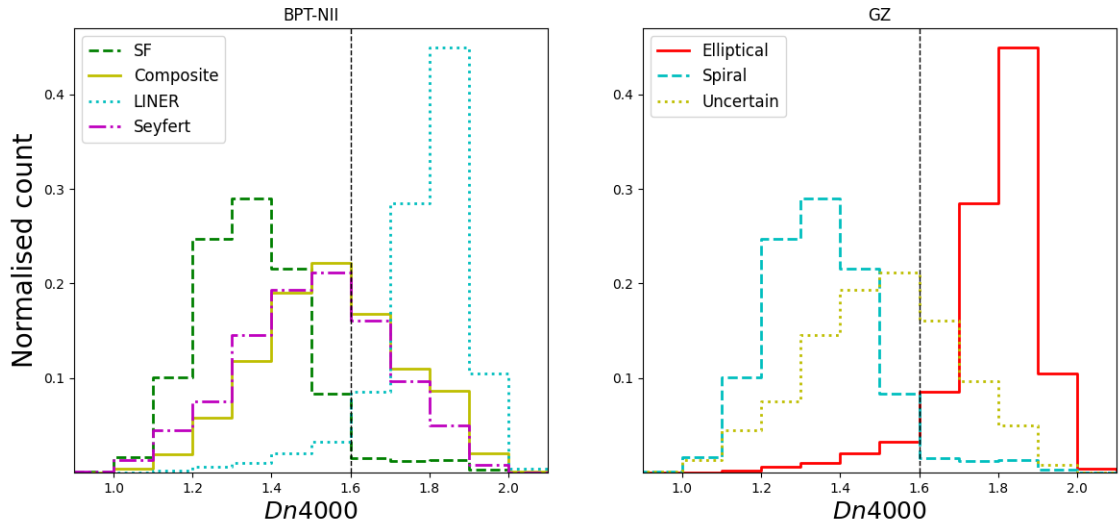 BPT-NII
SF
Composite
LINER
Seyfert
Normalised count
0.4
0.3
0.2
0.1
1.0 1.2 1.4 1.6 1.8 2.0
Dn4000
GZ
Elliptical
Spiral
Uncertain
0.4
0.3
0.2
0.1
1.0 1.2 1.4 1.6 1.8 2.0
Dn4000